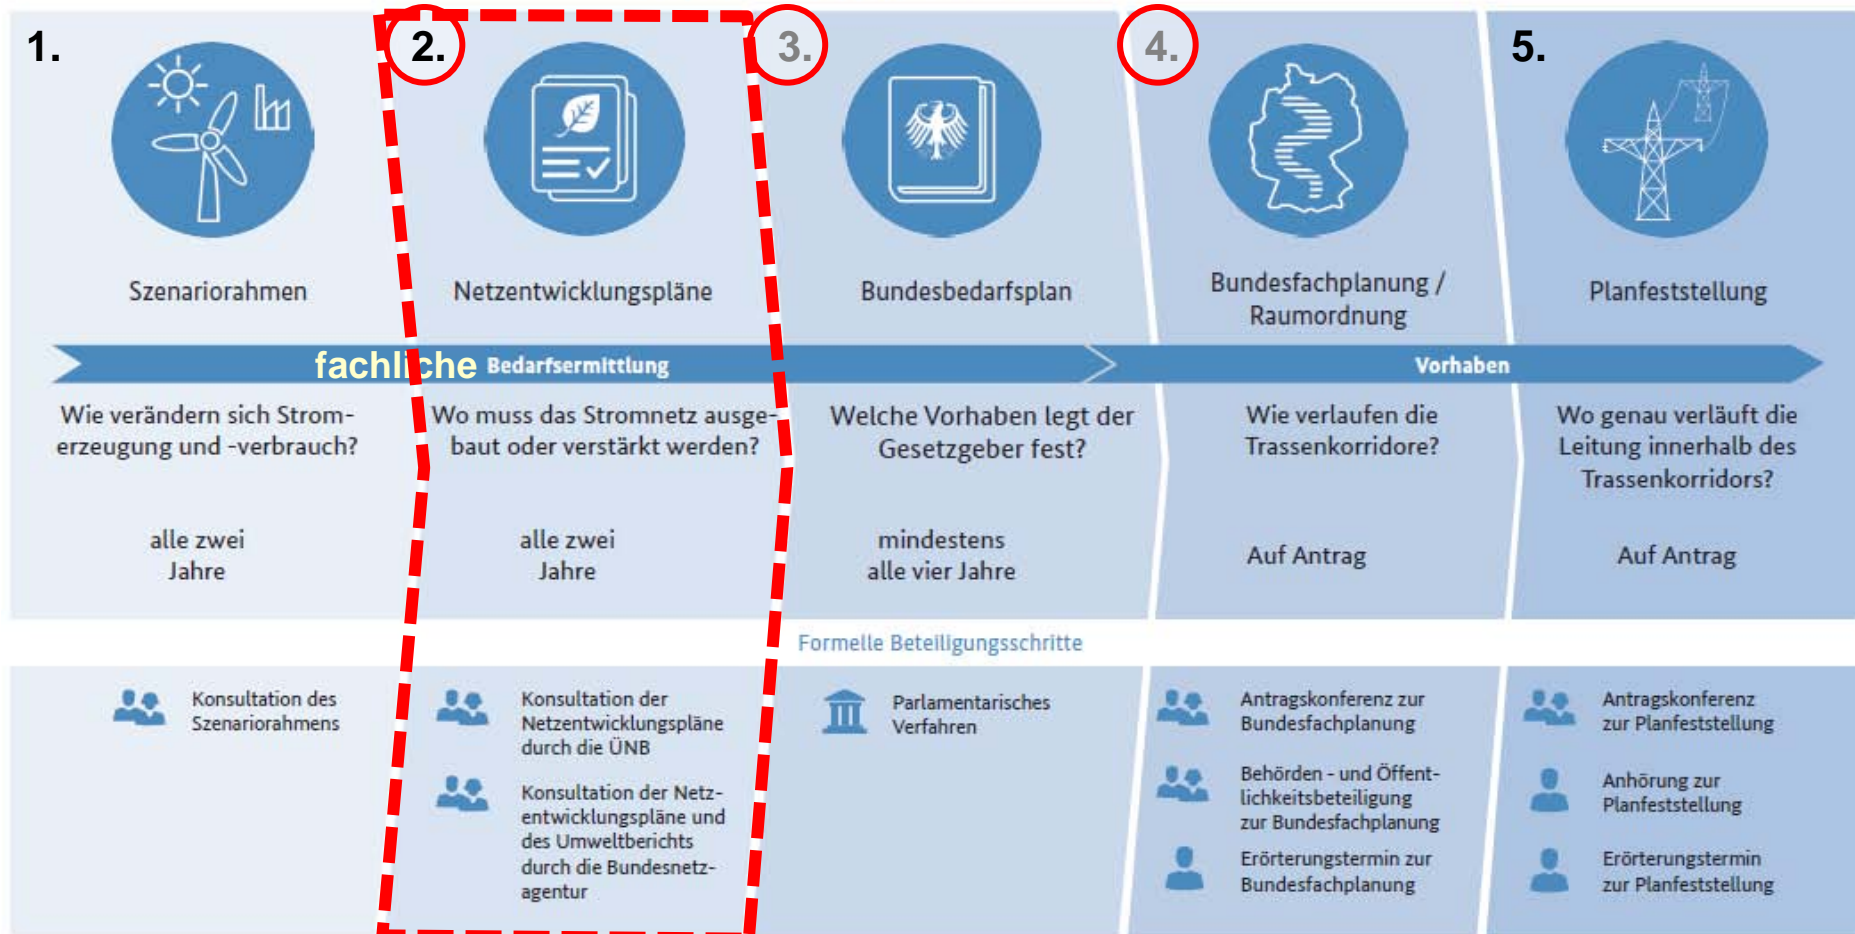 1.
2.
3.
4.
5.
Szenariorahmen
Netzentwicklungspläne
Bundesbedarfsplan
Bundesfachplanung /
Raumordnung
Planfeststellung
fachliche Bedarfsermittlung
Vorhaben
Wie verändern sich Strom-
erzeugung und -verbrauch?
Wo muss das Stromnetz ausge-
baut oder verstärkt werden?
Welche Vorhaben legt der
Gesetzgeber fest?
Wie verlaufen die
Trassenkorridore?
Wo genau verläuft die
Leitung innerhalb des
Trassenkorridors?
alle zwei
Jahre
alle zwei
Jahre
mindestens
alle vier Jahre
Auf Antrag
Auf Antrag
Formelle Beteiligungsschritte
Konsultation des
Szenariorahmens
Konsultation der
Netzentwicklungspläne
durch die ÜNB
Konsultation der Netz-
entwicklungspläne und
des Umweltberichts
durch die Bundesnetz-
agentur
Parlamentarisches
Verfahren
Antragskonferenz zur
Bundesfachplanung
Behörden - und Öffent-
lichkeitsbeteiligung
zur Bundesfachplanung
Erörterungstermin zur
Bundesfachplanung
Antragskonferenz
zur Planfeststellung
Anhörung zur
Planfeststellung
Erörterungstermin
zur Planfeststellung